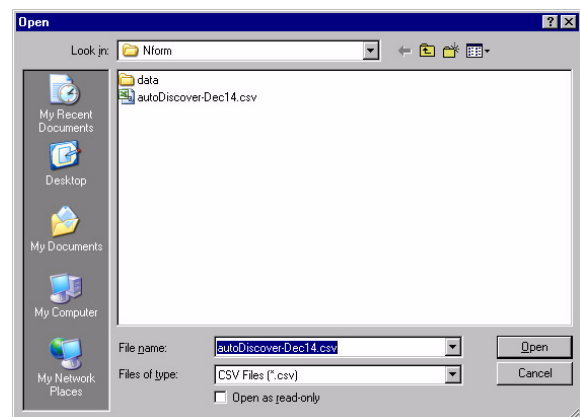 Open
Look in:
Nform
data
autoDiscover-Dec14.csv
My Recent
Documents
Desktop
My Documents
My Computer
My Network
Places
File name:
autoDiscover-Dec14.csv
Open
Files of type:
CSV Files (*.csv)
Cancel
Open as read-only